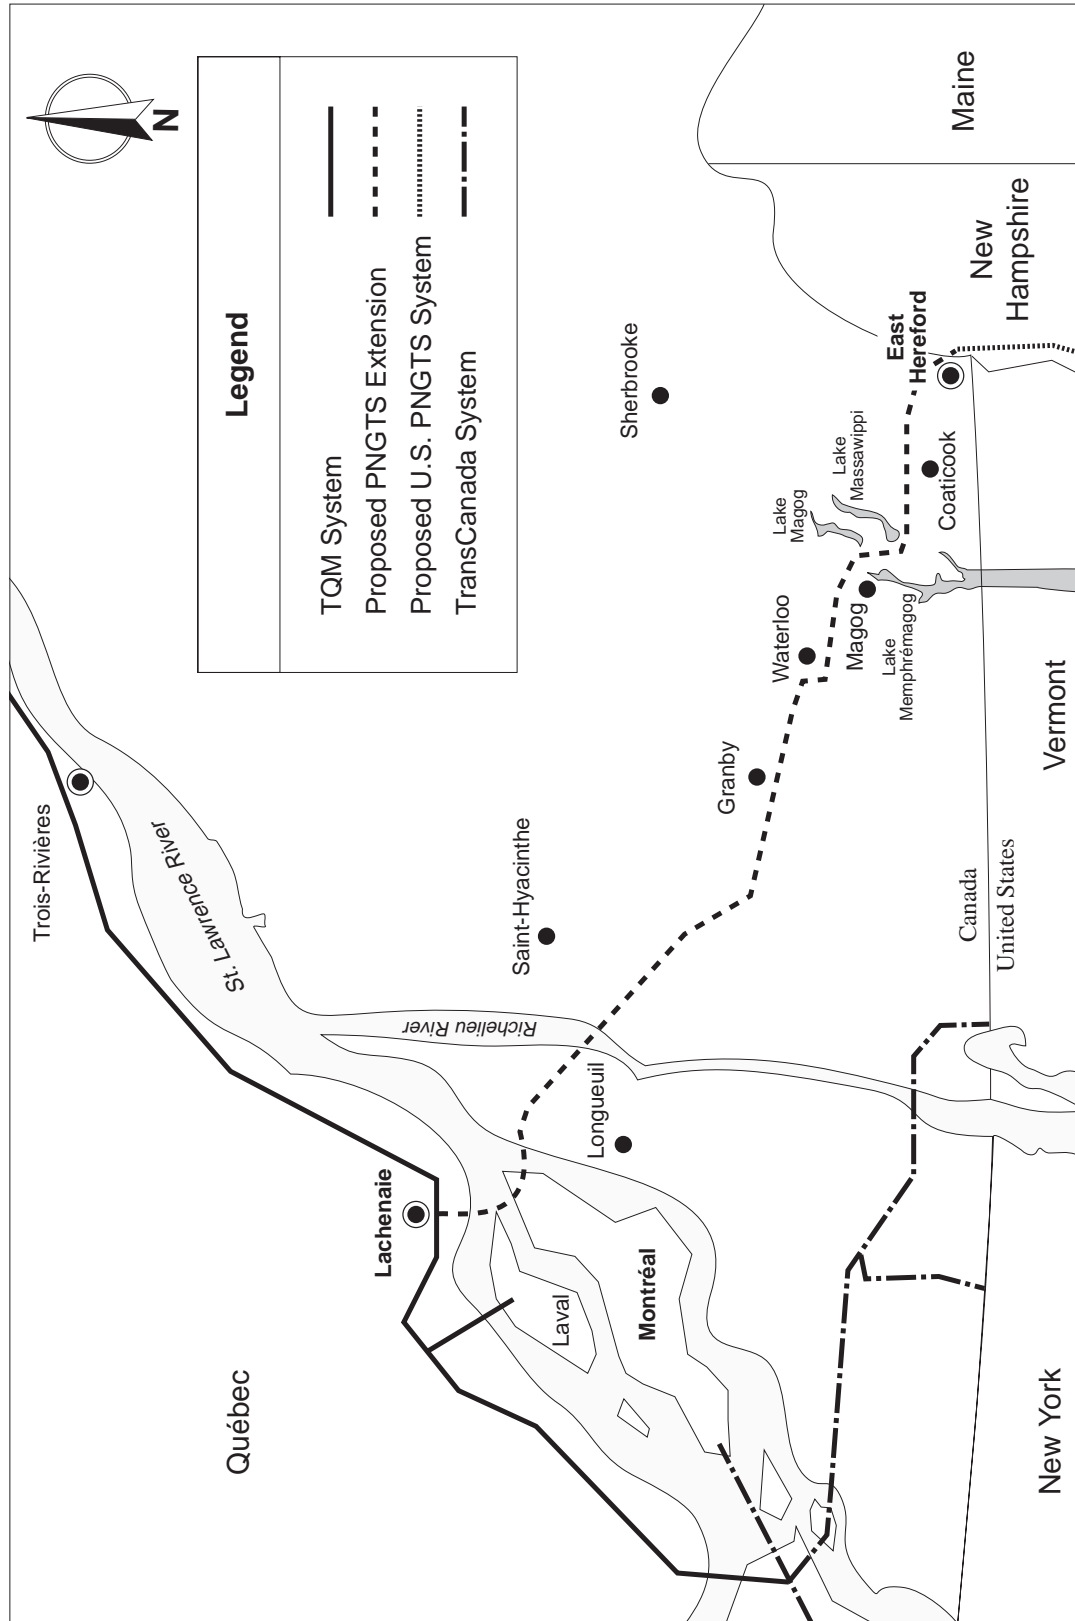 N
Legend
TQM System
Proposed PNGTS Extension
Proposed U.S. PNGTS System
TransCanada System
Québec
Trois-Rivières
St. Lawrence River
Lachenaie
Saint-Hyacinthe
Richelieu River
Laval
Longueuil
Montréal
Sherbrooke
Granby
Waterloo
Lake
Magog
Lake
Massawippi
Magog
Lake
Memphrémagog
East
Hereford
Coaticook
Canada
United States
New York
Vermont
New
Hampshire
Maine